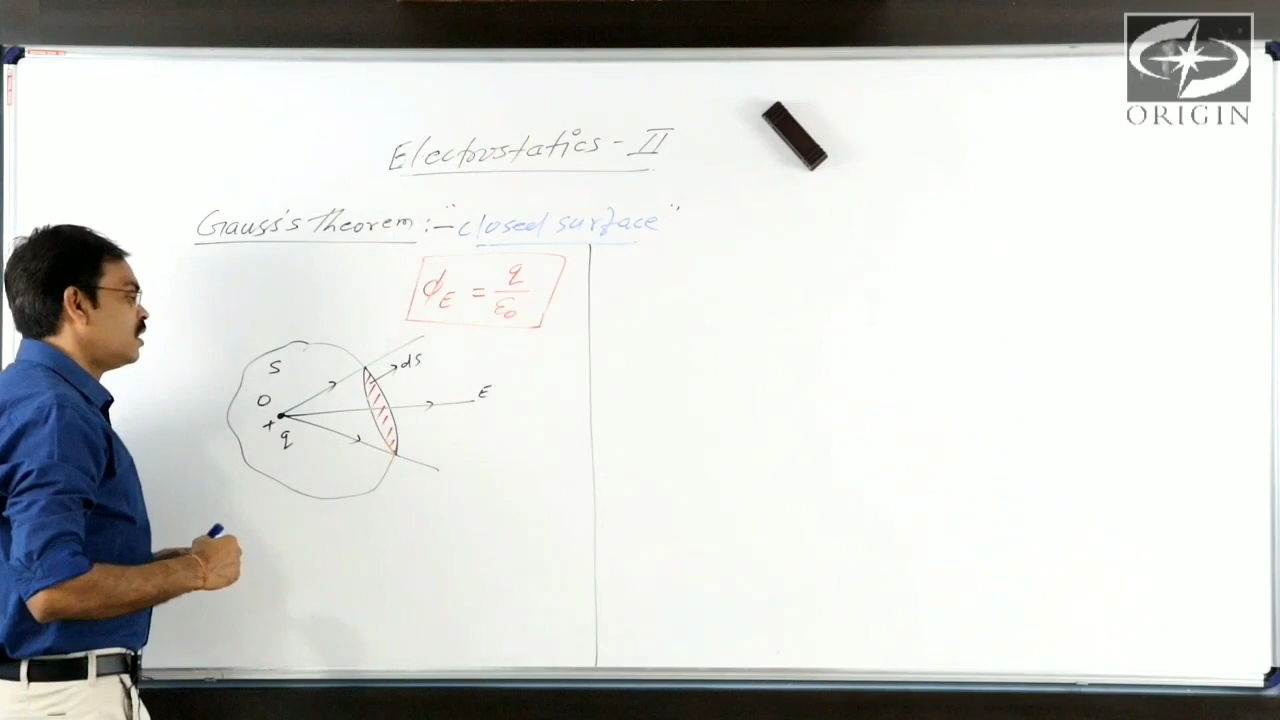 ORIGIN
Electrostatics - II
Gauss's Theorem :- "closed surface"
ϕE = q/ε0
S
ds
O
E
+
q